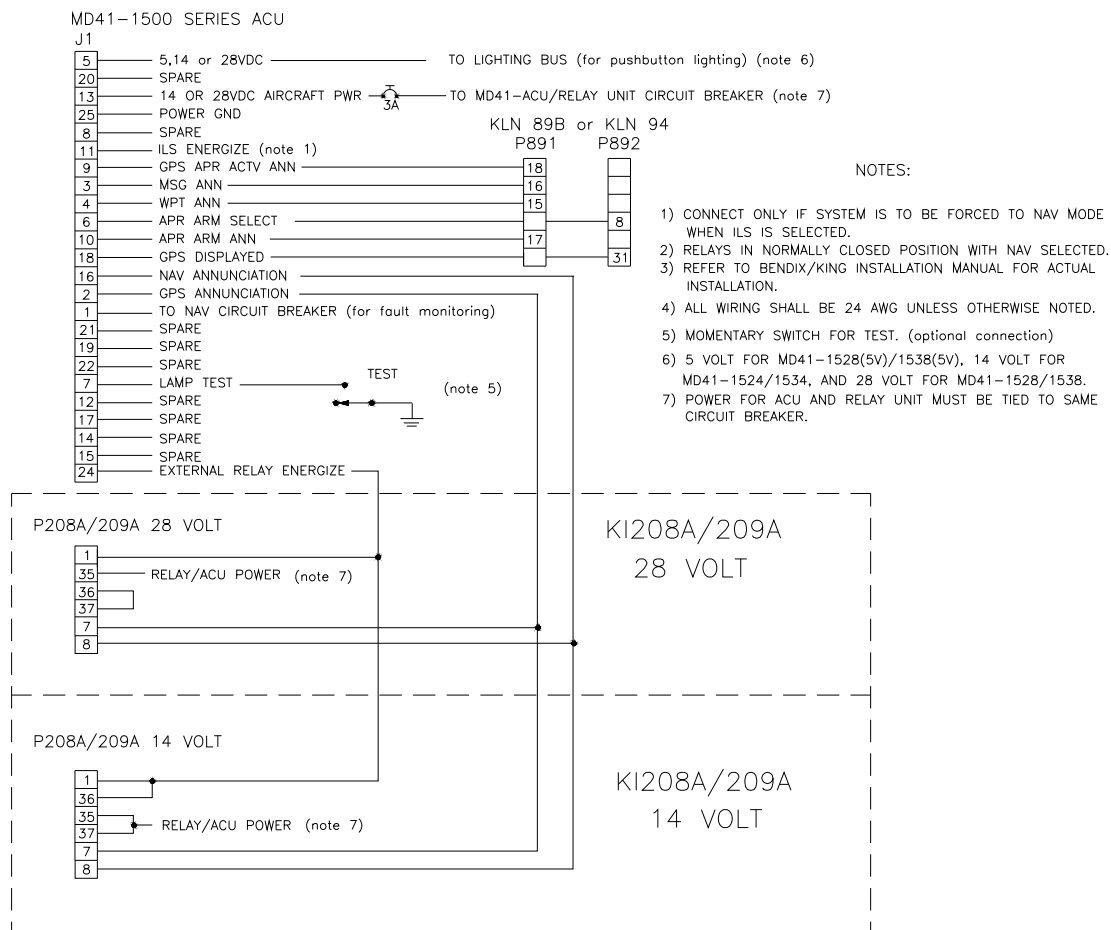 MD41-1500 SERIES ACU
J1
5 5,14 or 28VDC TO LIGHTING BUS (for pushbutton lighting) (note 6)
20 SPARE
13 14 OR 28VDC AIRCRAFT PWR 3A TO MD41-ACU/RELAY UNIT CIRCUIT BREAKER (note 7)
25 POWER GND
8 SPARE
11 ILS ENERGIZE (note 1)
KLN 89B or KLN 94
P891 P892
9 GPS APR ACTV ANN 18
3 MSG ANN 16
4 WPT ANN 15
6 APR ARM SELECT 8
10 APR ARM ANN 17
18 GPS DISPLAYED 31
16 NAV ANNUNCIATION
2 GPS ANNUNCIATION
1 TO NAV CIRCUIT BREAKER (for fault monitoring)
21 SPARE
19 SPARE
22 SPARE
7 LAMP TEST TEST (note 5)
12 SPARE
17 SPARE
14 SPARE
15 SPARE
24 EXTERNAL RELAY ENERGIZE
NOTES:
1) CONNECT ONLY IF SYSTEM IS TO BE FORCED TO NAV MODE
WHEN ILS IS SELECTED.
2) RELAYS IN NORMALLY CLOSED POSITION WITH NAV SELECTED.
3) REFER TO BENDIX/KING INSTALLATION MANUAL FOR ACTUAL
INSTALLATION.
4) ALL WIRING SHALL BE 24 AWG UNLESS OTHERWISE NOTED.
5) MOMENTARY SWITCH FOR TEST. (optional connection)
6) 5 VOLT FOR MD41-1528(5V)/1538(5V), 14 VOLT FOR
MD41-1524/1534, AND 28 VOLT FOR MD41-1528/1538.
7) POWER FOR ACU AND RELAY UNIT MUST BE TIED TO SAME
CIRCUIT BREAKER.
P208A/209A 28 VOLT
1
35 RELAY/ACU POWER (note 7)
36
37
7
8
KI208A/209A
28 VOLT
P208A/209A 14 VOLT
1
36
35
37 RELAY/ACU POWER (note 7)
7
8
KI208A/209A
14 VOLT